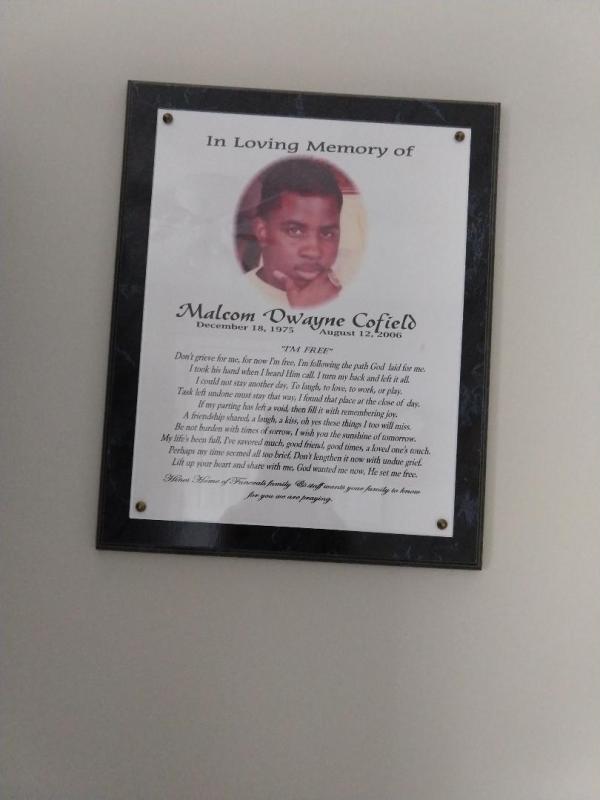 In Loving Memory of
Malcom Dwayne Cofield
December 18, 1975 August 12, 2006
"I'M FREE"
Don't grieve for me, for now I'm free, I'm following the path God laid for me.
I took his hand when I heard Him call. I turn my back and left it all.
I could not stay another day, To laugh, to love, to work, or play.
Task left undone must stay that way, I found that place at the close of day.
If my parting has left a void, then fill it with remembering joy.
A friendship shared, a laugh, a kiss, oh yes these things I too will miss.
Be not burden with times of sorrow, I wish you the sunshine of tomorrow.
My life's been full, I've savored much, good friend, good times, a loved one's touch.
Perhaps my time seemed all too brief, Don't lengthen it now with undue grief.
Lift up your heart and share with me, God wanted me now, He set me free.
Hines Home of Funerals family & staff wants your family to know
for you we are praying.